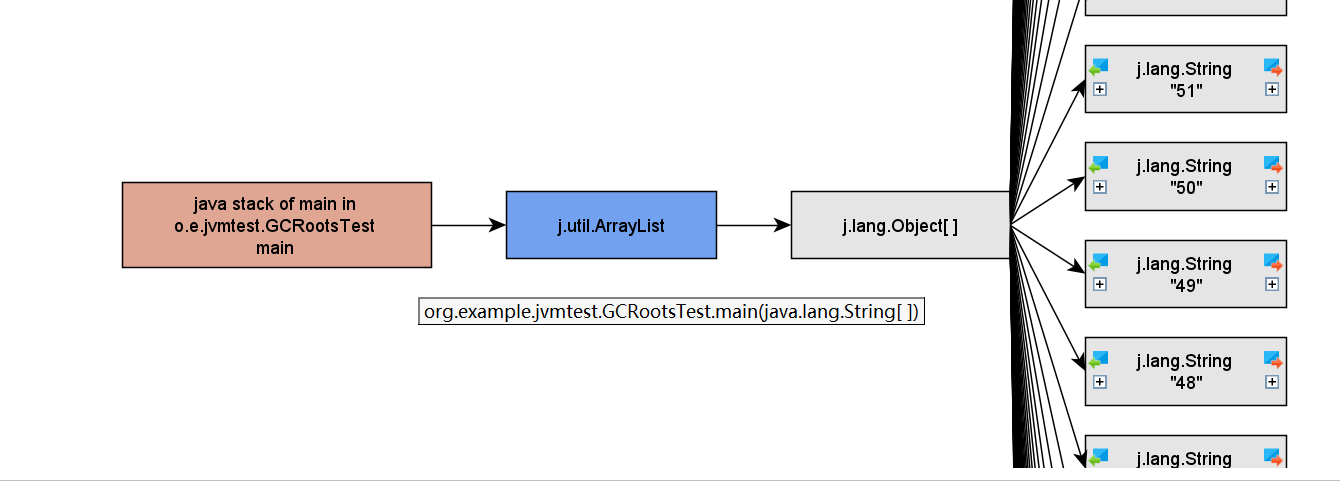 java stack of main in
o.e.jvmtest.GCRootsTest
main
j.util.ArrayList
j.lang.Object[ ]
org.example.jvmtest.GCRootsTest.main(java.lang.String[ ])
j.lang.String
"51"
j.lang.String
"50"
j.lang.String
"49"
j.lang.String
"48"
j.lang.String